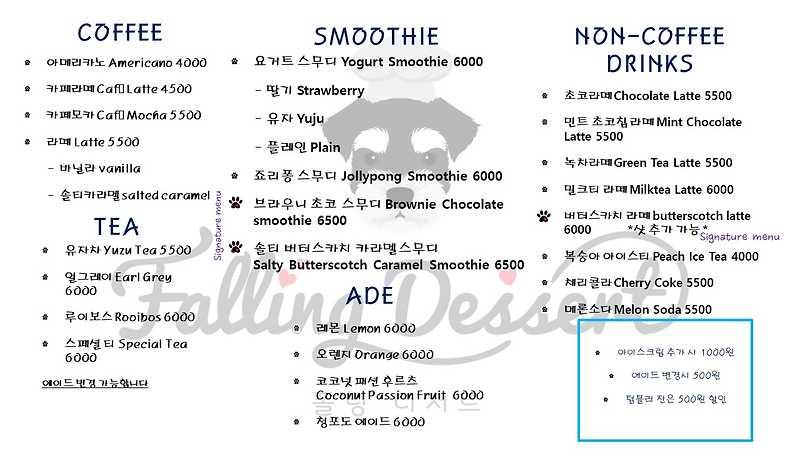 COFFEE
아메리카노 Americano 4000
카페라떼 Caf Latte 4500
카페모카 Caf Mocha 5500
라떼 Latte 5500
- 바닐라 vanilla
- 솔티카라멜 salted caramel
TEA
유자차 Yuzu Tea 5500
얼그레이 Earl Grey
6000
루이보스 Rooibos 6000
스페셜 티 Special Tea
6000
에이드 변경 가능합니다
SMOOTHIE
요거트 스무디 Yogurt Smoothie 6000
- 딸기 Strawberry
- 유자 Yuju
- 플레인 Plain
죠리퐁 스무디 Jollypong Smoothie 6000
브라우니 초코 스무디 Brownie Chocolate
smoothie 6500
솔티 버터스카치 카라멜스무디
Salty Butterscotch Caramel Smoothie 6500
Signature menu
ADE
레몬 Lemon 6000
오렌지 Orange 6000
코코넛 패션 후르츠
Coconut Passion Fruit 6000
청포도 에이드 6000
NON-COFFEE
DRINKS
초코라떼 Chocolate Latte 5500
민트 초코칩 라떼 Mint Chocolate
Latte 5500
녹차라떼 Green Tea Latte 5500
밀크티 라떼 Milktea Latte 6000
버터스카치 라떼 butterscotch latte
6000 *샷 추가 가능*
Signature menu
복숭아 아이스티 Peach Ice Tea 4000
체리콜라 Cherry Coke 5500
메론소다 Melon Soda 5500
아이스크림 추가 시 1000원
에이드 변경시 500원
텀블러 지참 500원 할인
Falling Dessert
폴링 디저트